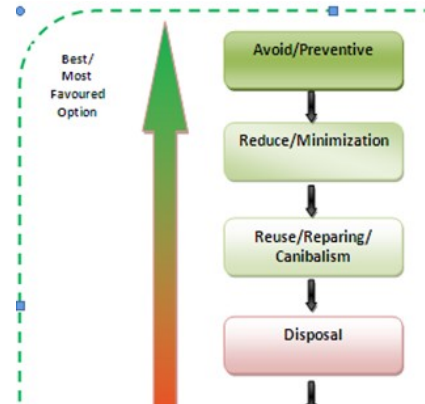 Best/
Most
Favoured
Option
Avoid/Preventive
Reduce/Minimization
Reuse/Reparing/
Canibalism
Disposal